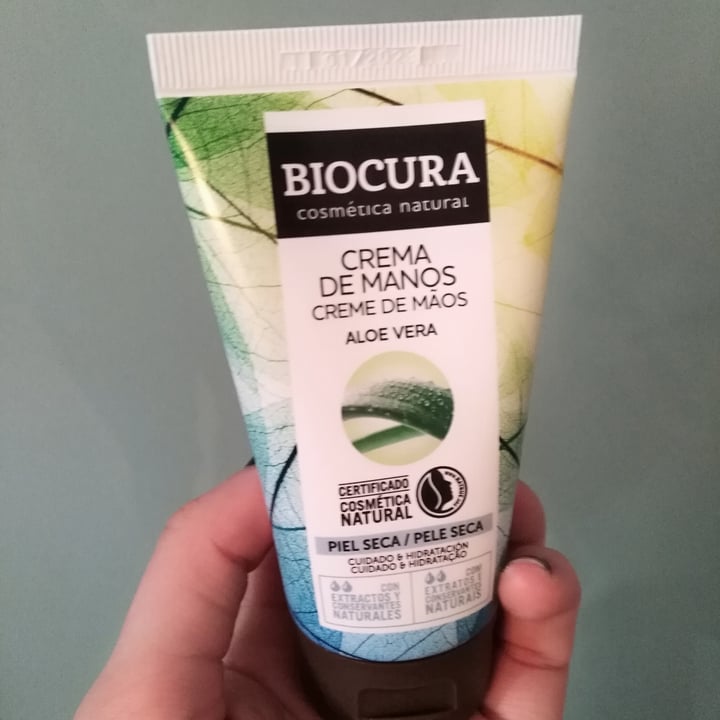 BIOCURA
cosmética natural
CREMA
DE MANOS
CREME DE MÃOS
ALOE VERA
CERTIFICADO
COSMÉTICA
NATURAL
PIEL SECA / PELE SECA
CUIDADO & HIDRATACIÓN
CUIDADO & HIDRATAÇÃO
CON
EXTRACTOS Y
CONSERVANTES
NATURALES
COM
EXTRATOS E
CONSERVANTES
NATURAIS